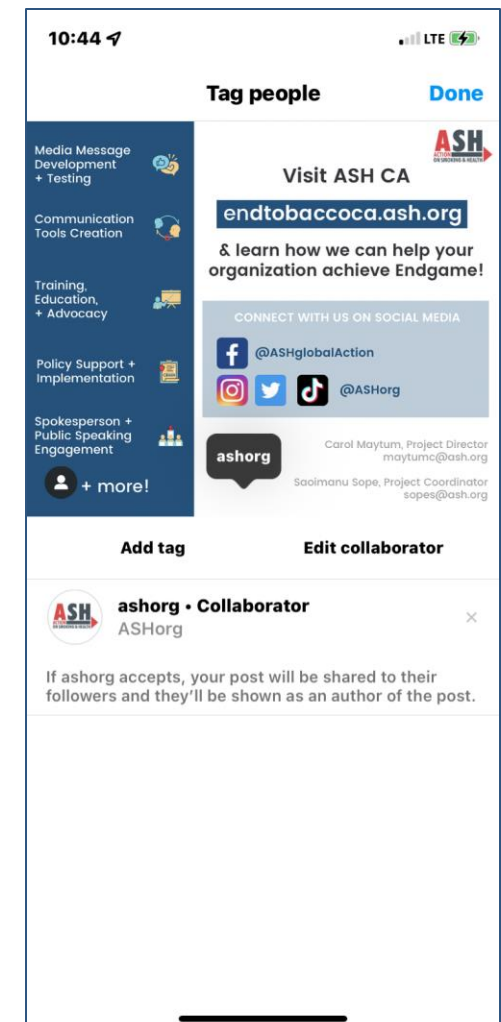 10:44
LTE
Tag people
Done
Media Message
Development
+ Testing
Communication
Tools Creation
Training,
Education,
+ Advocacy
Policy Support +
Implementation
Spokesperson +
Public Speaking
Engagement
+ more!
ASH
ACTION
ON SMOKING & HEALTH
Visit ASH CA
endtobaccoca.ash.org
& learn how we can help your
organization achieve Endgame!
CONNECT WITH US ON SOCIAL MEDIA
@ASHglobalAction
@ASHorg
ashorg
Carol Maytum, Project Director
maytumc@ash.org
Saoimanu Sope, Project Coordinator
sopes@ash.org
Add tag
Edit collaborator
ASH
ashorg • Collaborator
ASHorg
If ashorg accepts, your post will be shared to their
followers and they’ll be shown as an author of the post.